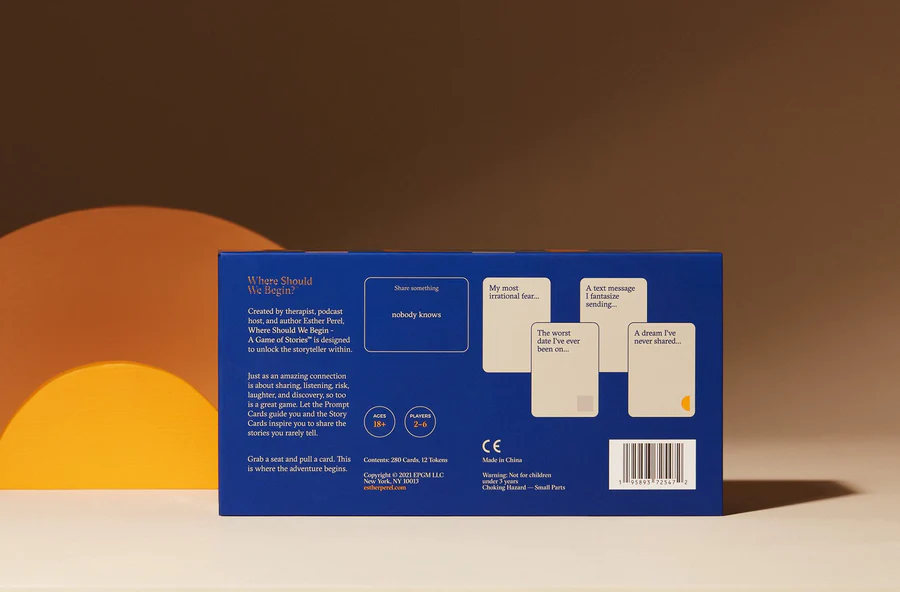 Where Should
We Begin?
Created by therapist, podcast
host, and author Esther Perel,
Where Should We Begin -
A Game of Stories™ is designed
to unlock the storyteller within.
Just as an amazing connection
is about sharing, listening, risk,
laughter, and discovery, so too
is a great game. Let the Prompt
Cards guide you and the Story
Cards inspire you to share the
stories you rarely tell.
Grab a seat and pull a card. This
is where the adventure begins.
Share something
nobody knows
AGES
18+
PLAYERS
2-6
Contents: 280 Cards, 12 Tokens
Copyright © 2021 EPGM LLC
New York, NY 10013
estherperel.com
My most
irrational fear...
A text message
I fantasize
sending...
The worst
date I've ever
been on...
A dream I've
never shared...
CE
Made in China
Warning: Not for children
under 3 years
Choking Hazard — Small Parts
1 95893 72547 2